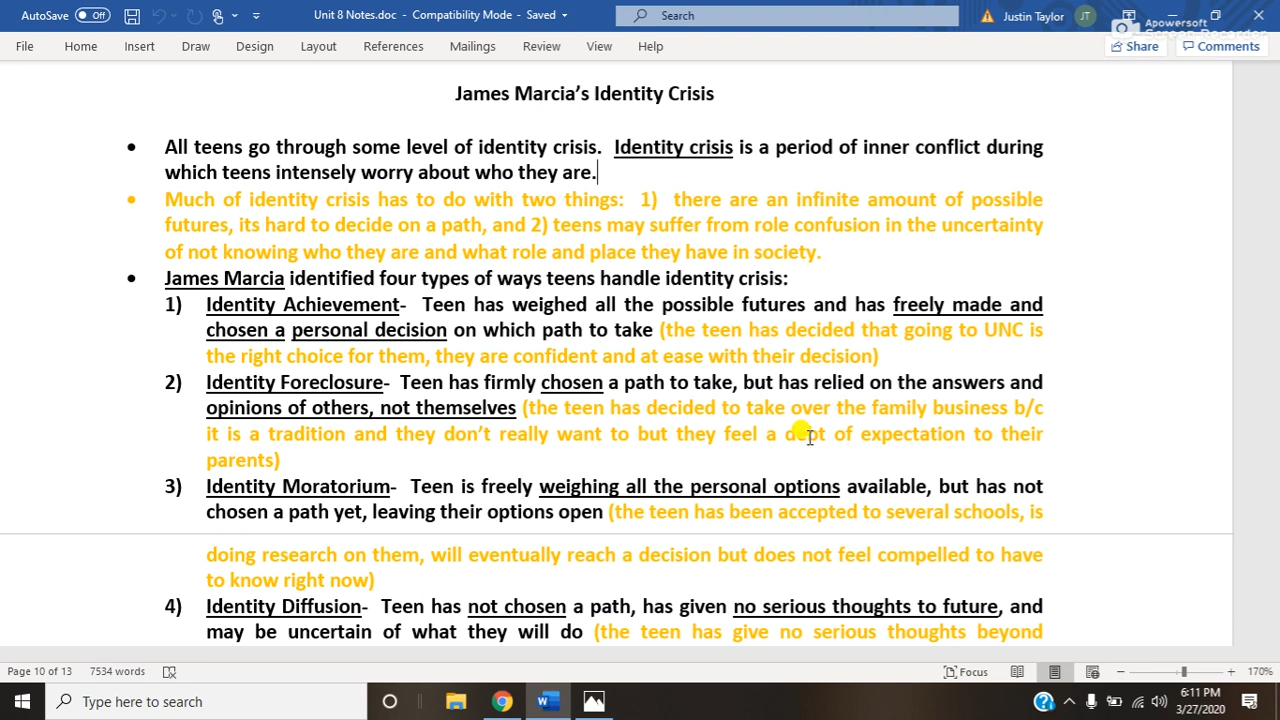 AutoSave Off Unit 8 Notes.doc - Compatibility Mode - Saved Search Justin Taylor JT Apowersoft
Screen Recorder
File Home Insert Draw Design Layout References Mailings Review View Help Share Comments
James Marcia's Identity Crisis
• All teens go through some level of identity crisis. Identity crisis is a period of inner conflict during
which teens intensely worry about who they are.
• Much of identity crisis has to do with two things: 1) there are an infinite amount of possible
futures, its hard to decide on a path, and 2) teens may suffer from role confusion in the uncertainty
of not knowing who they are and what role and place they have in society.
• James Marcia identified four types of ways teens handle identity crisis:
1) Identity Achievement- Teen has weighed all the possible futures and has freely made and
chosen a personal decision on which path to take (the teen has decided that going to UNC is
the right choice for them, they are confident and at ease with their decision)
2) Identity Foreclosure- Teen has firmly chosen a path to take, but has relied on the answers and
opinions of others, not themselves (the teen has decided to take over the family business b/c
it is a tradition and they don't really want to but they feel a of expectation to their
parents)
3) Identity Moratorium- Teen is freely weighing all the personal options available, but has not
chosen a path yet, leaving their options open (the teen has been accepted to several schools, is
doing research on them, will eventually reach a decision but does not feel compelled to have
to know right now)
4) Identity Diffusion- Teen has not chosen a path, has given no serious thoughts to future, and
may be uncertain of what they will do (the teen has give no serious thoughts beyond
Page 10 of 13 7534 words Focus 170%
Type here to search 6:11 PM
3/27/2020